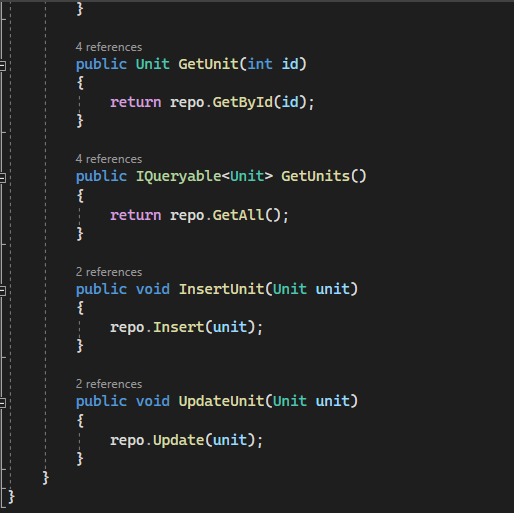 }
4 references
public Unit GetUnit(int id)
{
return repo.GetById(id);
}
4 references
public IQueryable<Unit> GetUnits()
{
return repo.GetAll();
}
2 references
public void InsertUnit(Unit unit)
{
repo.Insert(unit);
}
2 references
public void UpdateUnit(Unit unit)
{
repo.Update(unit);
}
}
}